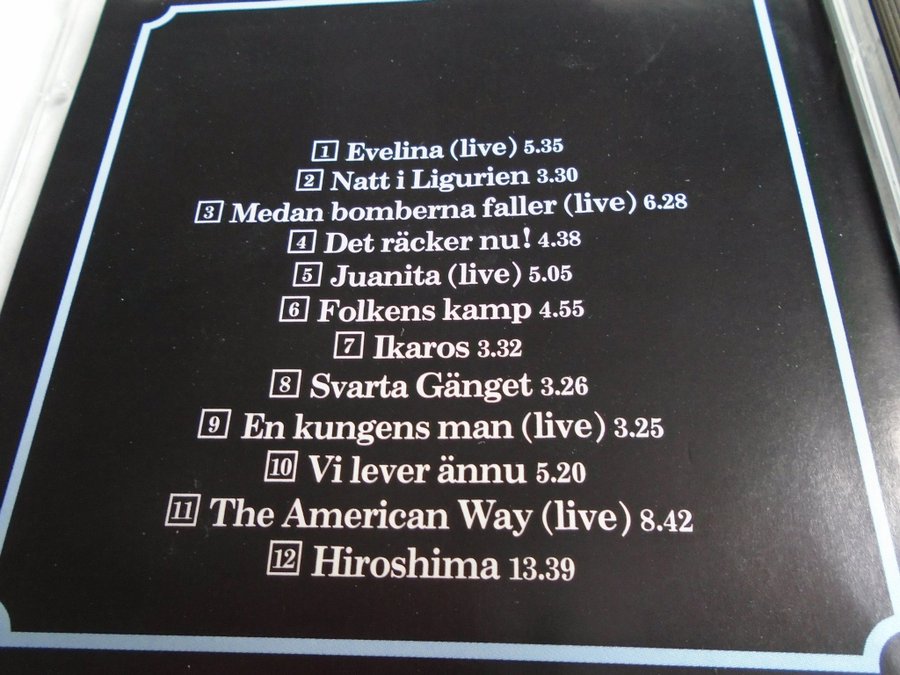 1 Evelina (live) 5.35
2 Natt i Ligurien 3.30
3 Medan bomberna faller (live) 6.28
4 Det räcker nu! 4.38
5 Juanita (live) 5.05
6 Folkens kamp 4.55
7 Ikaros 3.32
8 Svarta Gänget 3.26
9 En kungens man (live) 3.25
10 Vi lever ännu 5.20
11 The American Way (live) 8.42
12 Hiroshima 13.39